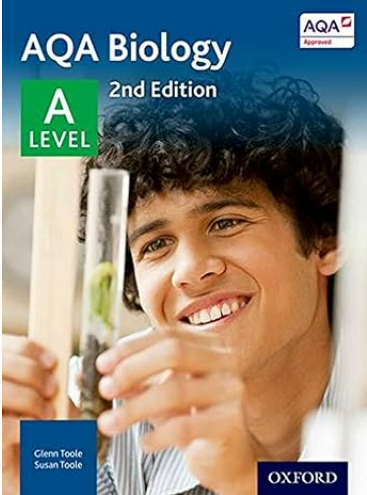 AQA Biology
AQA
Approved
2nd Edition
A
LEVEL
Glenn Toole
Susan Toole
OXFORD